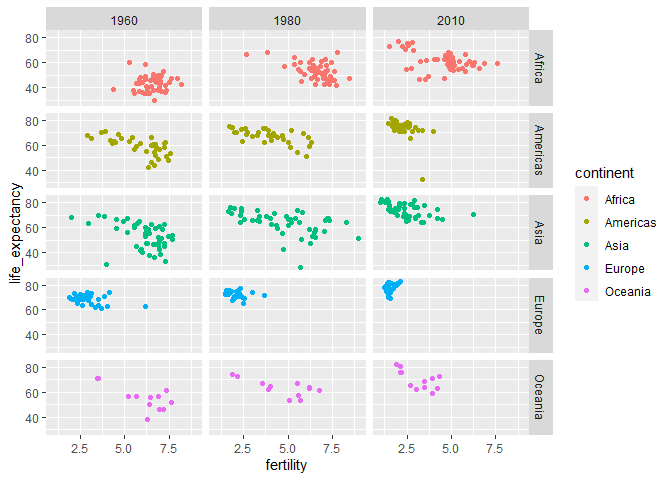 1960 1980 2010
80
60
40
Africa
80
60
40
Americas
80
60
40
Asia
80
60
40
Europe
80
60
40
Oceania
2.5 5.0 7.5 2.5 5.0 7.5 2.5 5.0 7.5
fertility
life_expectancy
continent
Africa
Americas
Asia
Europe
Oceania